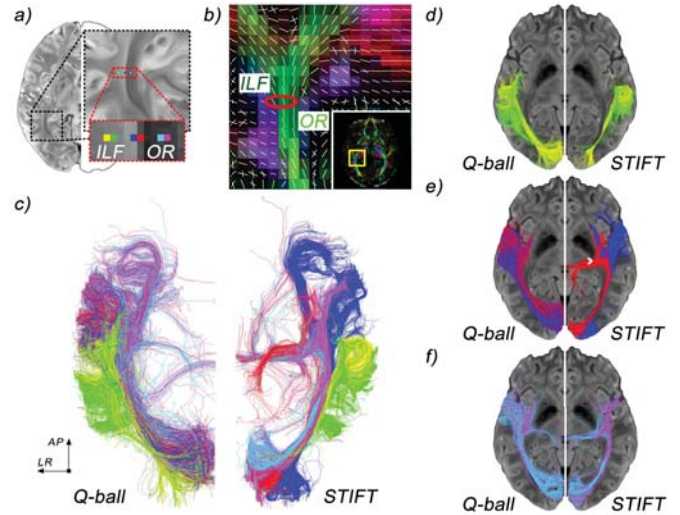 a)
ILF OR
b)
ILF
OR
c)
AP
LR
Q-ball STIFT
d)
Q-ball STIFT
e)
Q-ball STIFT
f)
Q-ball STIFT